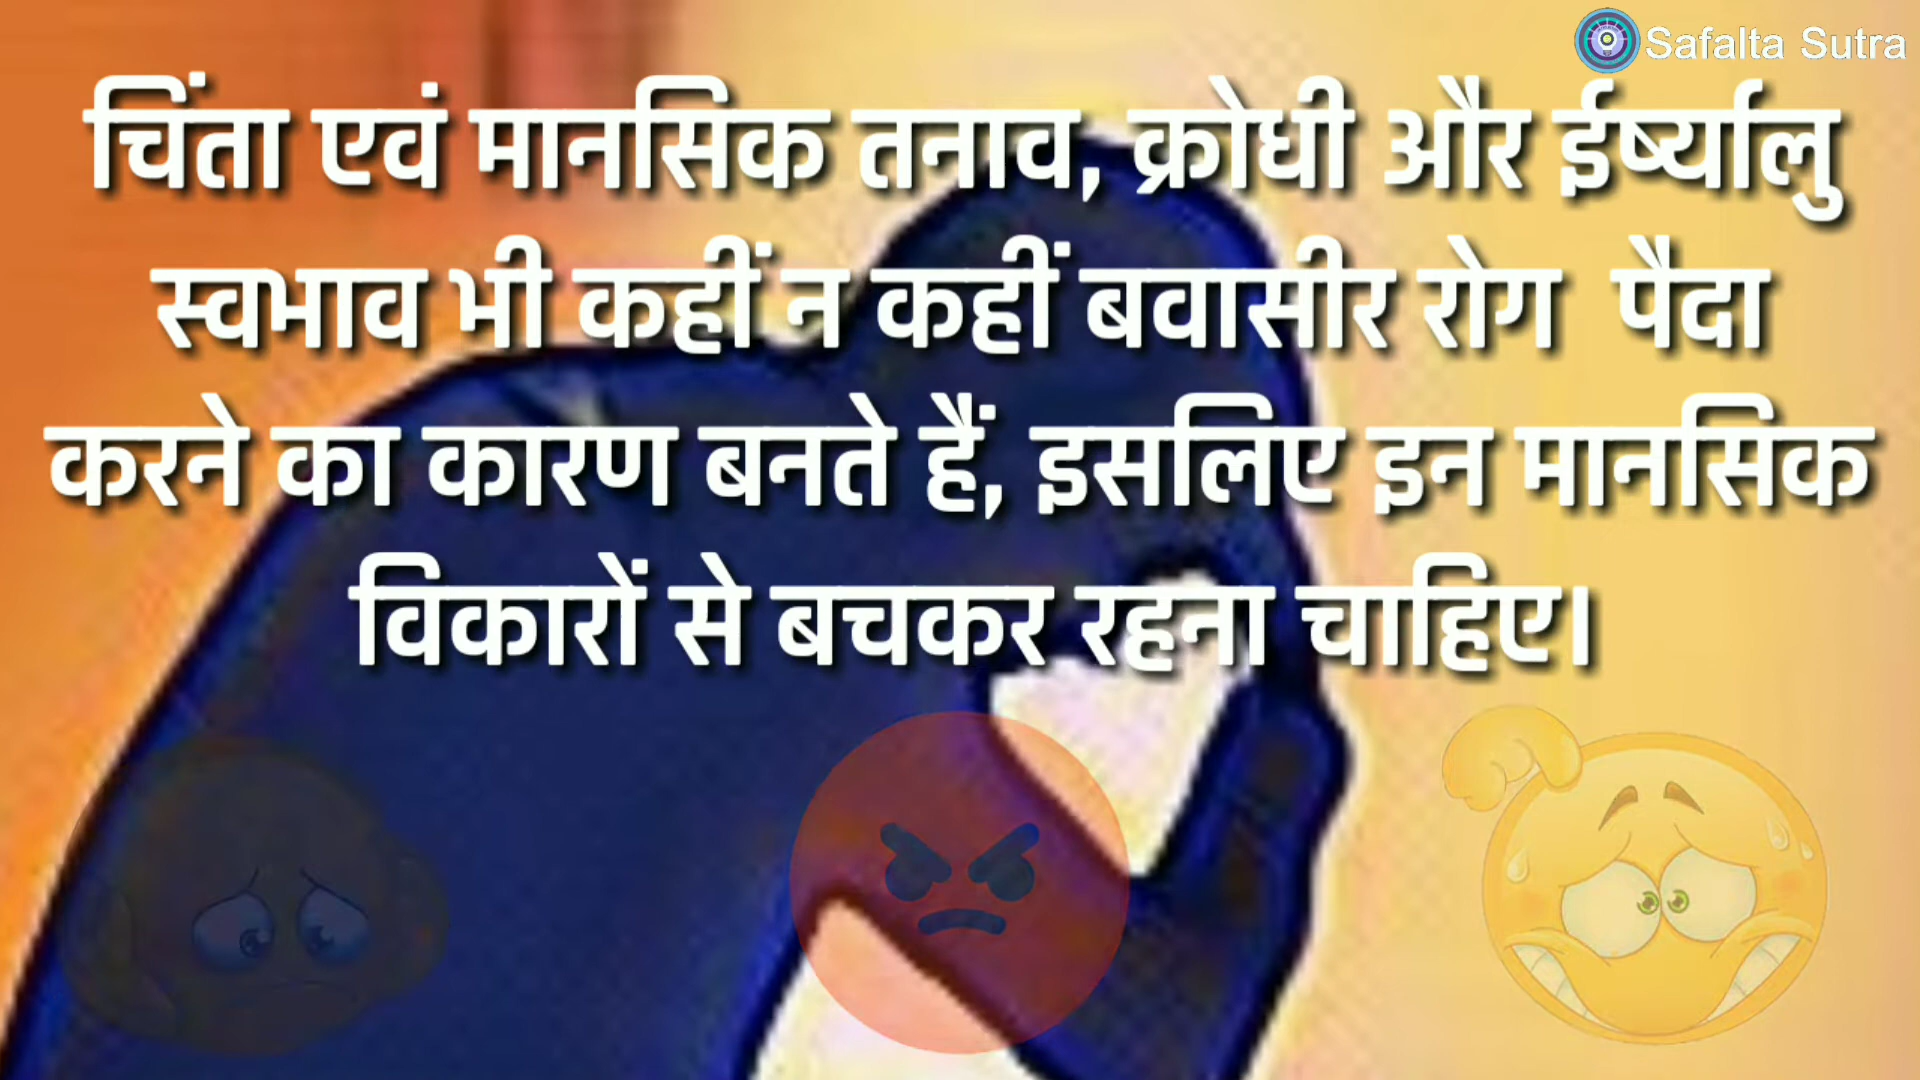 Safalta Sutra
चिंता एवं मानसिक तनाव, क्रोधी और ईर्ष्यालु
स्वभाव भी कहीं न कहीं बवासीर रोग पैदा
करने का कारण बनते हैं, इसलिए इन मानसिक
विकारों से बचकर रहना चाहिए।